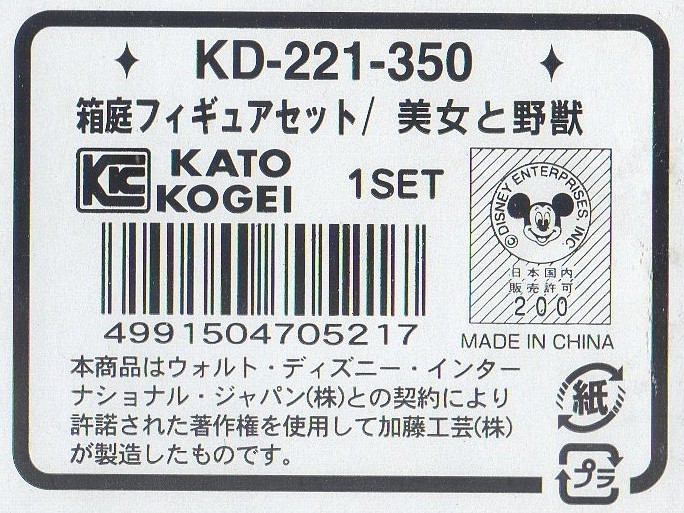 KD-221-350
箱庭フィギュアセット/ 美女と野獣
KIC KATO KOGEI 1SET
©DISNEY ENTERPRISES, INC.
日本国内
販売許可
200
4991504705217
MADE IN CHINA
本商品はウォルト・ディズニー・インター
ナショナル・ジャパン(株)との契約により
許諾された著作権を使用して加藤工芸(株)
が製造したものです。
紙
プラ